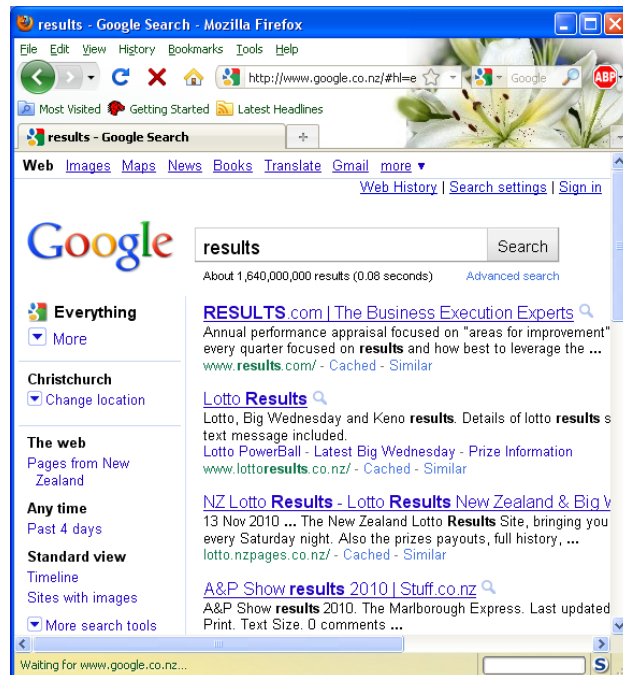 results - Google Search - Mozilla Firefox
File Edit View History Bookmarks Tools Help
http://www.google.co.nz/#hl=e Google ABP
Most Visited Getting Started Latest Headlines
results - Google Search
Web Images Maps News Books Translate Gmail more ▼
Web History | Search settings | Sign in
Google results Search
About 1,640,000,000 results (0.08 seconds) Advanced search
Everything
More
Christchurch
Change location
The web
Pages from New
Zealand
Any time
Past 4 days
Standard view
Timeline
Sites with images
More search tools
RESULTS.com | The Business Execution Experts
Annual performance appraisal focused on "areas for improvement"
every quarter focused on results and how best to leverage the ...
www.results.com/ - Cached - Similar
Lotto Results
Lotto, Big Wednesday and Keno results. Details of lotto results s
text message included.
Lotto PowerBall - Latest Big Wednesday - Prize Information
www.lottoresults.co.nz/ - Cached - Similar
NZ Lotto Results - Lotto Results New Zealand & Big W
13 Nov 2010 ... The New Zealand Lotto Results Site, bringing you
every Saturday night. Also the prizes payouts, full history, ...
lotto.nzpages.co.nz/ - Cached - Similar
A&P Show results 2010 | Stuff.co.nz
A&P Show results 2010. The Marlborough Express. Last updated
Print. Text Size. 0 comments ...
Waiting for www.google.co.nz... S